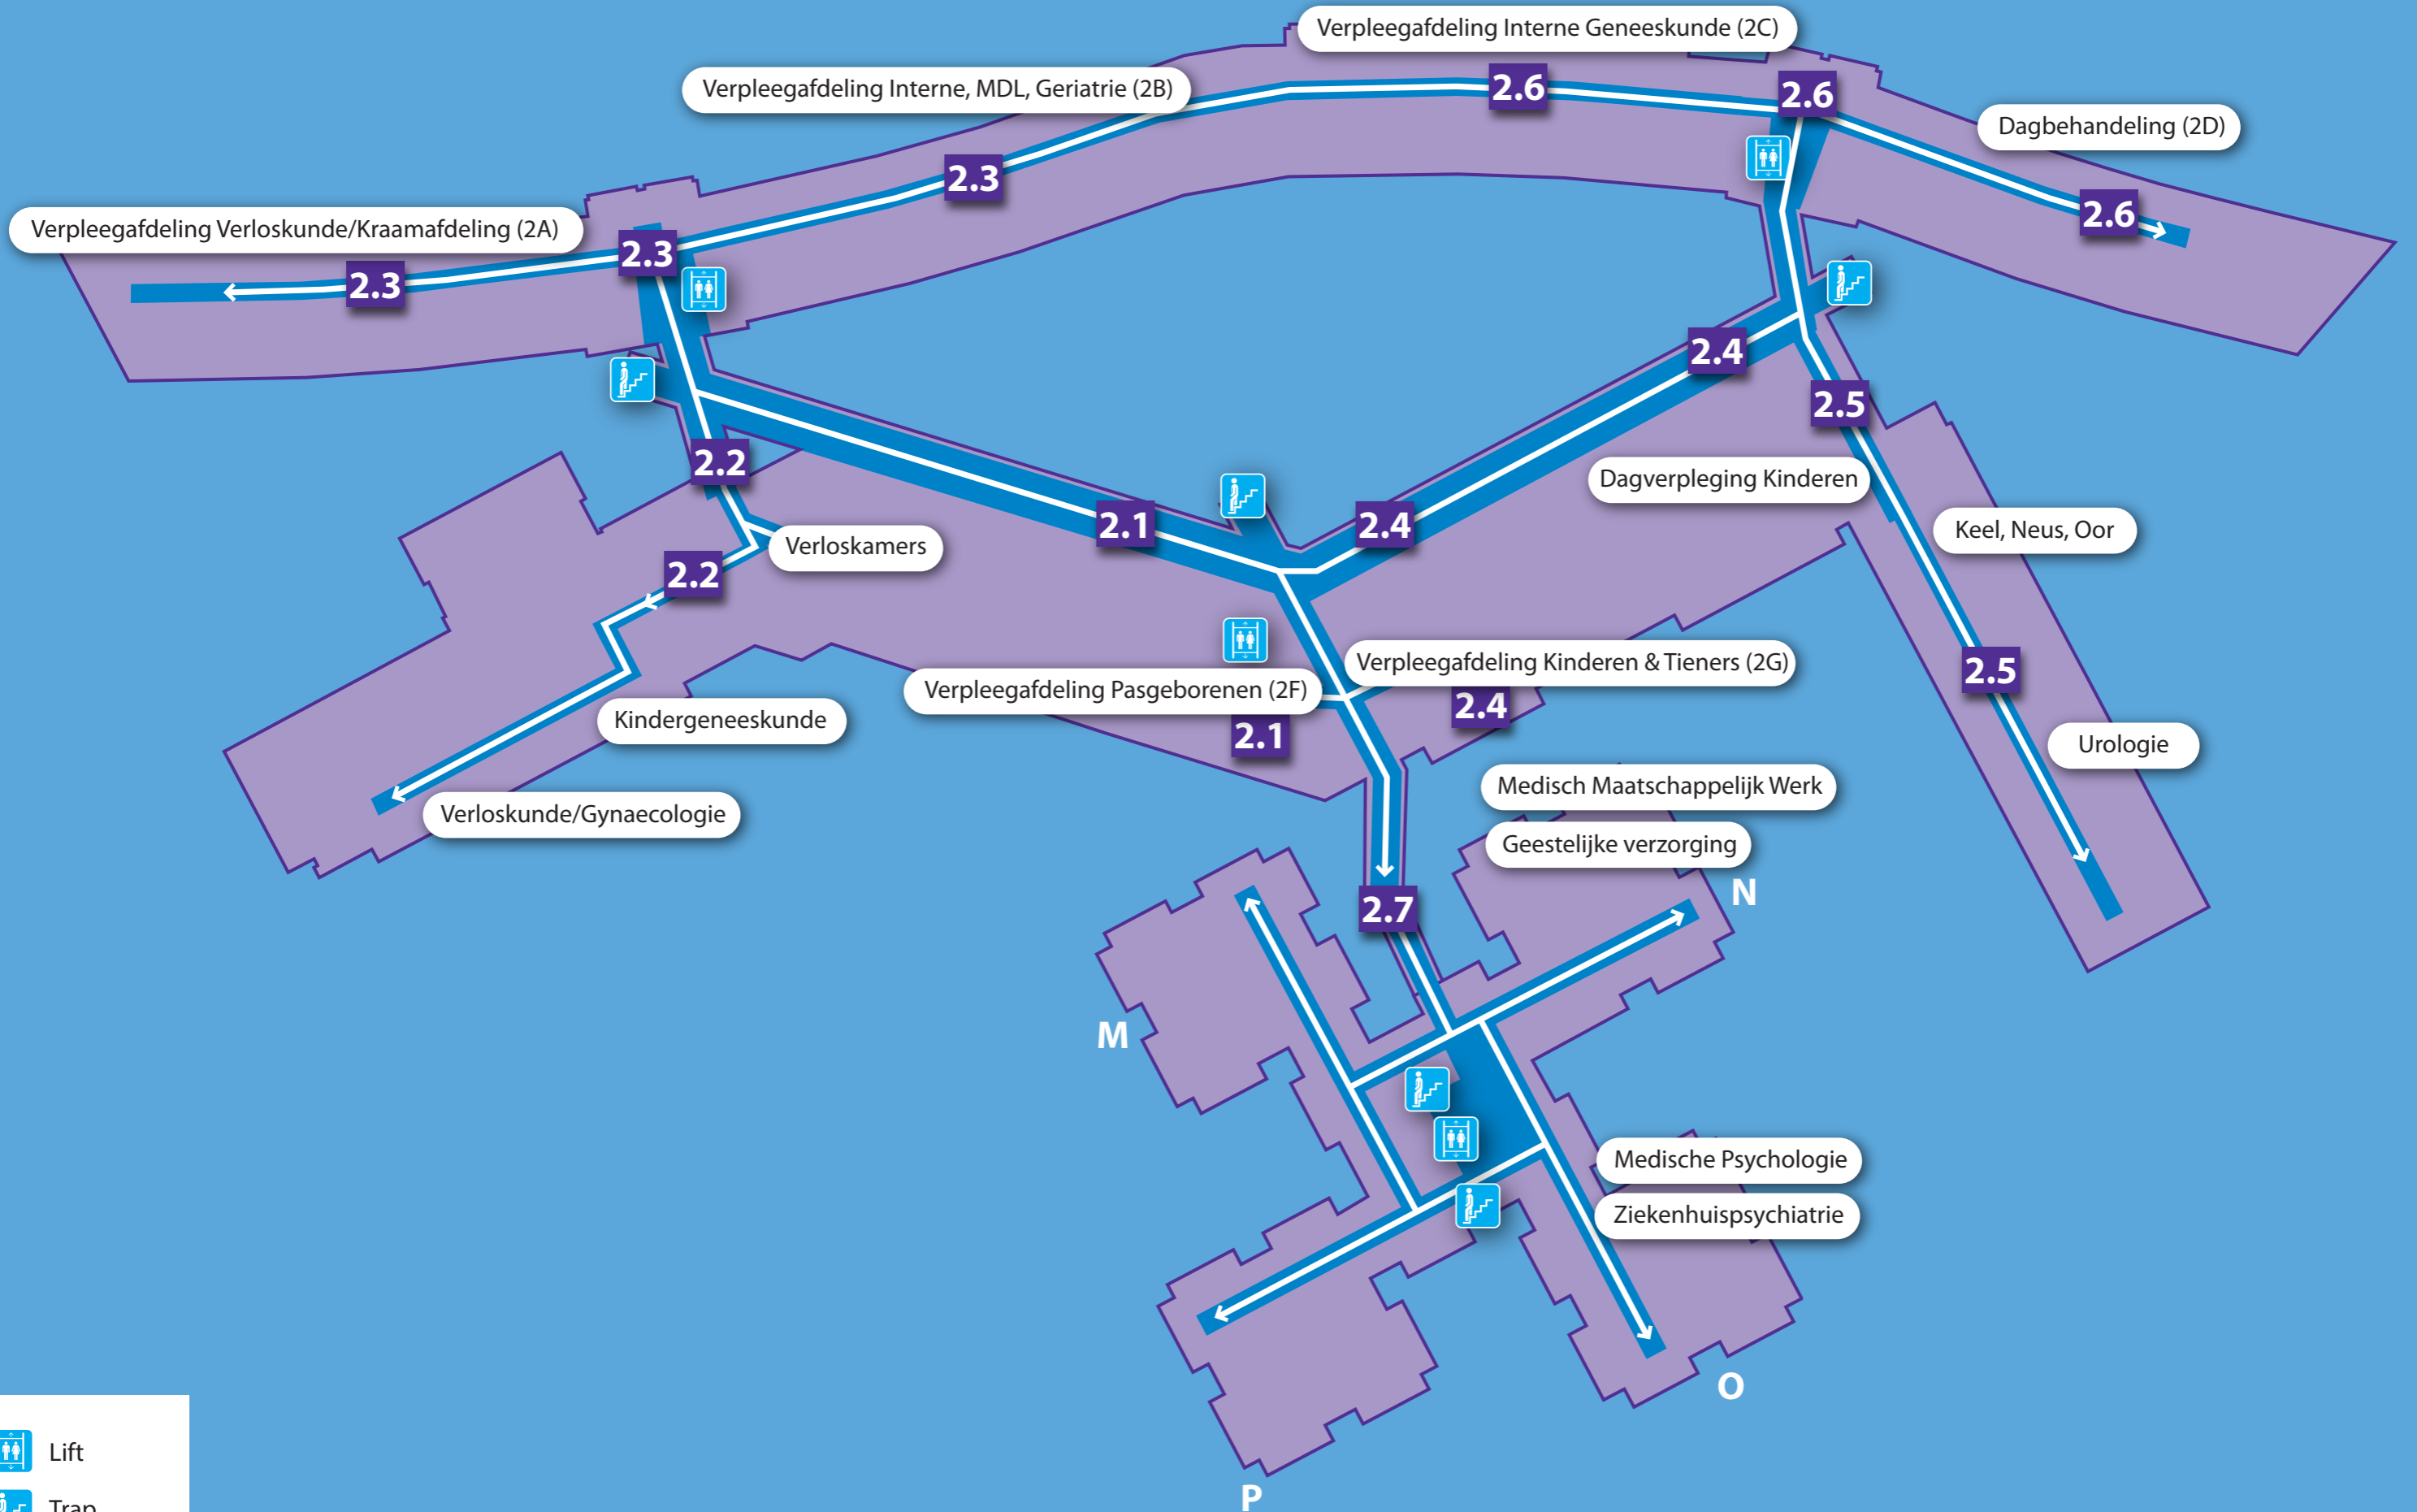 Verpleegafdeling Interne Geneeskunde (2C)
Verpleegafdeling Interne, MDL, Geriatrie (2B)
2.6
2.6
Dagbehandeling (2D)
2.3
2.6
Verpleegafdeling Verloskunde/Kraamafdeling (2A)
2.3
2.3
2.4
2.5
2.2
Dagverpleging Kinderen
2.1
2.4
Keel, Neus, Oor
Verloskamers
2.2
Verpleegafdeling Kinderen & Tieners (2G)
2.5
Verpleegafdeling Pasgeborenen (2F)
2.4
Kindergeneeskunde
2.1
Urologie
Medisch Maatschappelijk Werk
Verloskunde/Gynaecologie
Geestelijke verzorging
N
2.7
M
Medische Psychologie
Ziekenhuispsychiatrie
O
Lift
P
Trap